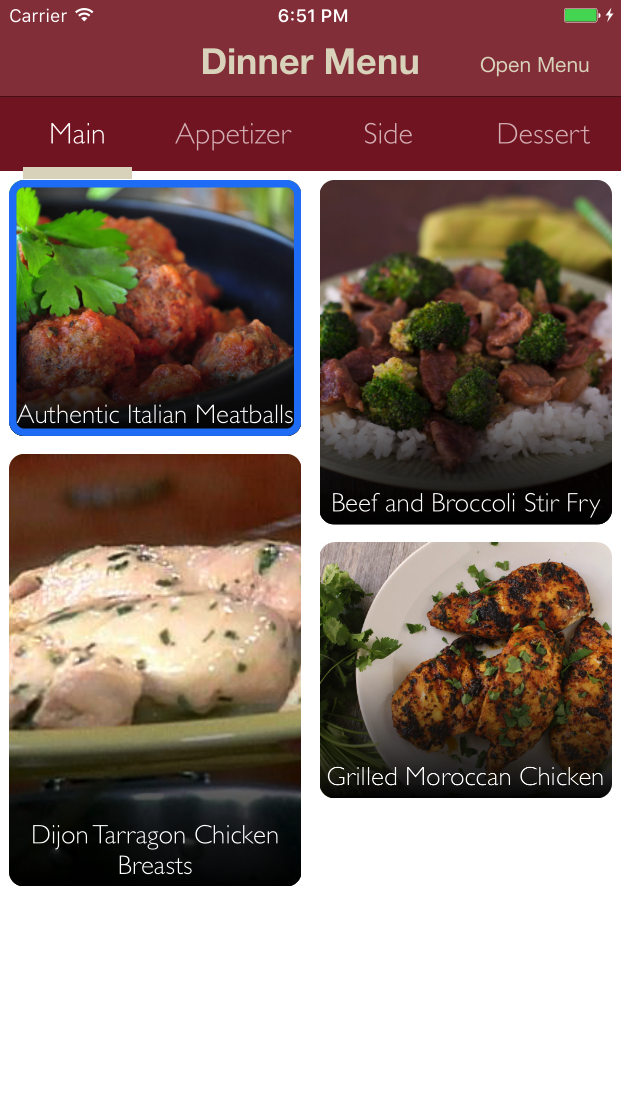 Carrier 6:51 PM
Dinner Menu Open Menu
Main Appetizer Side Dessert
Authentic Italian Meatballs
Beef and Broccoli Stir Fry
Grilled Moroccan Chicken
Dijon Tarragon Chicken
Breasts